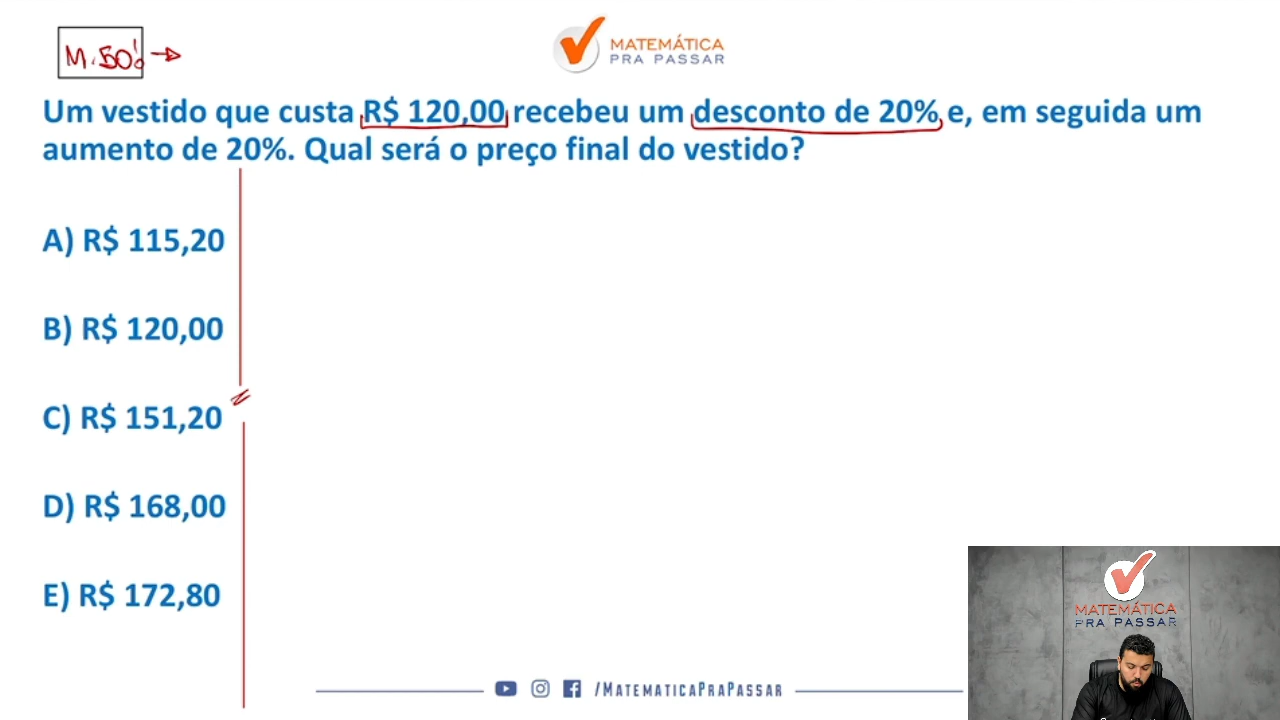 M.50%
MATEMÁTICA
PRA PASSAR
Um vestido que custa R$ 120,00 recebeu um desconto de 20% e, em seguida um
aumento de 20%. Qual será o preço final do vestido?
A) R$ 115,20
B) R$ 120,00
C) R$ 151,20
D) R$ 168,00
E) R$ 172,80
MATEMÁTICA
PRA PASSAR
/MATEMATICAPRAPASSAR